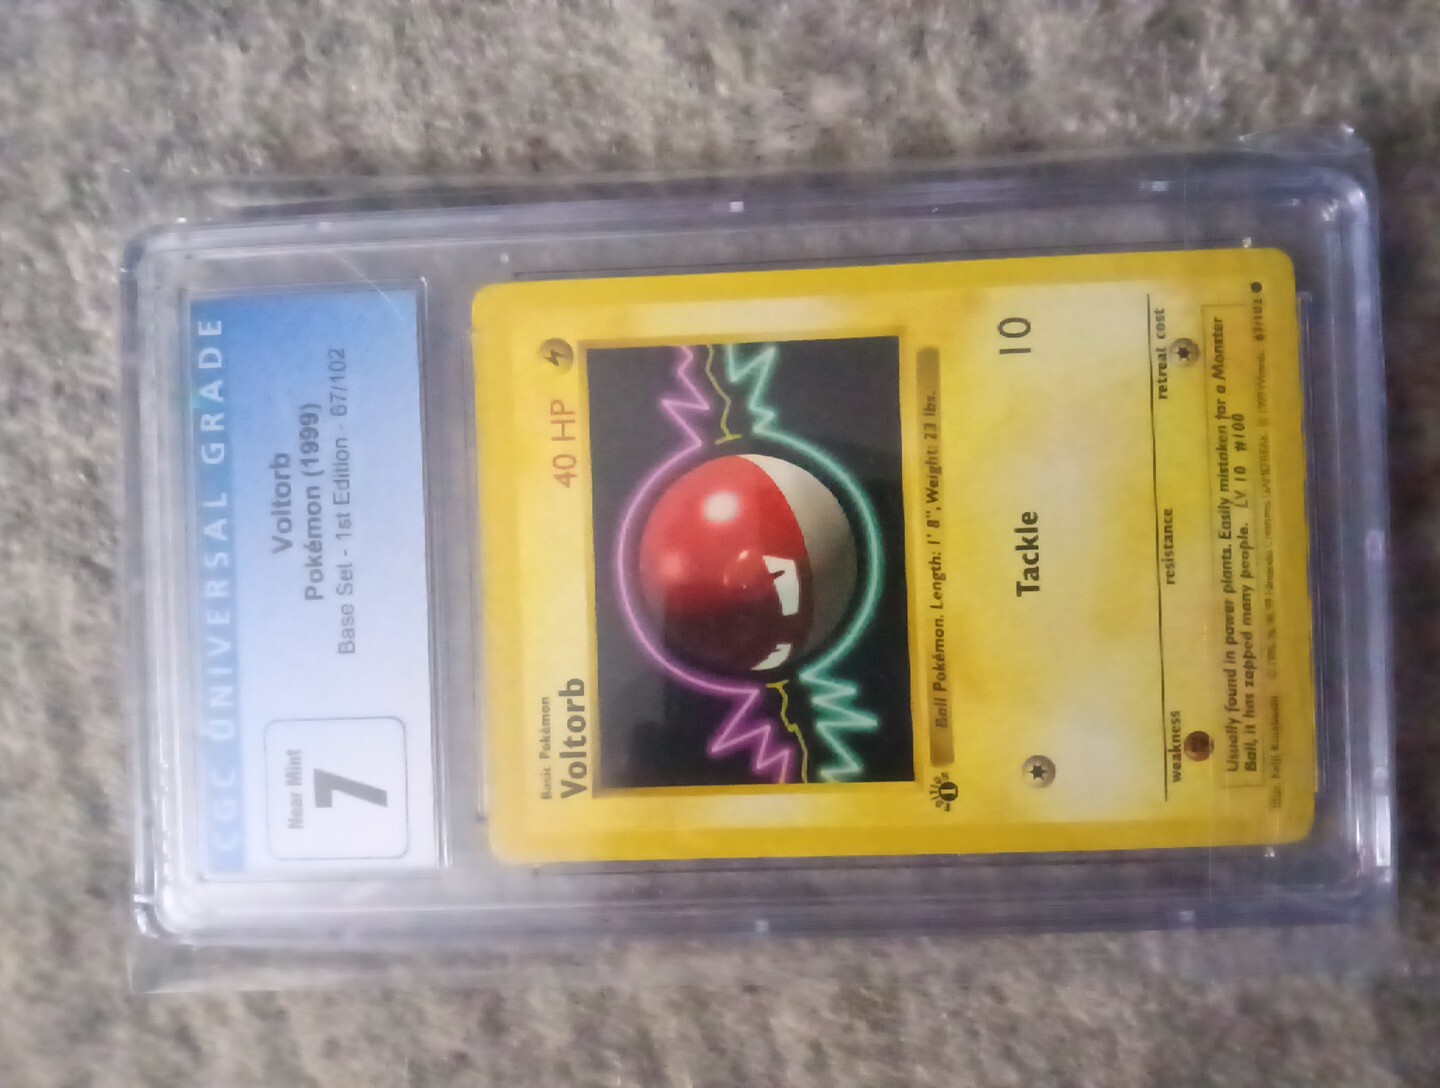 CGC UNIVERSAL GRADE
Voltorb
Pokémon (1999)
Base Set - 1st Edition - 67/102
Near Mint
7
Basic Pokémon
Voltorb
40 HP
Ball Pokémon. Length: 1' 8", Weight: 23 lbs.
Tackle
10
weakness
resistance
retreat cost
Usually found in power plants. Easily mistaken for a Monster
Ball, it has zapped many people. LV. 10 #100
67/102